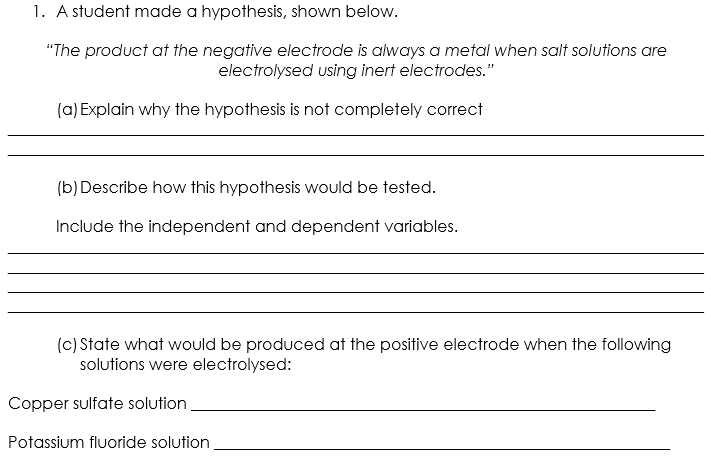 1. A student made a hypothesis, shown below.
“The product at the negative electrode is always a metal when salt solutions are
electrolysed using inert electrodes.”
(a) Explain why the hypothesis is not completely correct
(b) Describe how this hypothesis would be tested.
Include the independent and dependent variables.
(c) State what would be produced at the positive electrode when the following
solutions were electrolysed:
Copper sulfate solution
Potassium fluoride solution